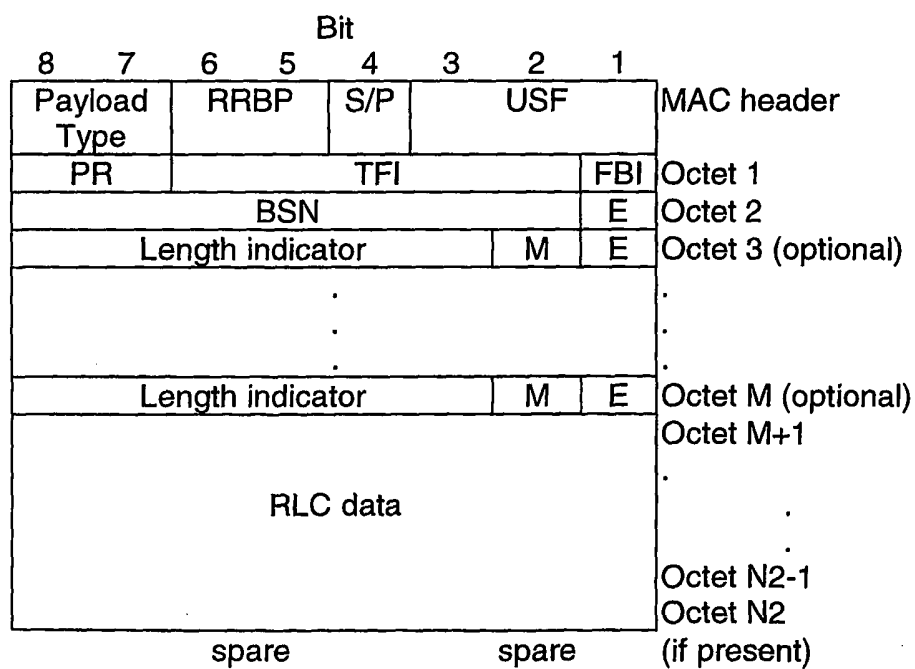 Bit
8 7 6 5 4 3 2 1
Payload Type RRBP S/P USF MAC header
PR TFI FBI Octet 1
BSN E Octet 2
Length indicator M E Octet 3 (optional)
. .
. .
. .
Length indicator M E Octet M (optional)
Octet M+1
.
RLC data
.
.
Octet N2-1
Octet N2
spare spare (if present)